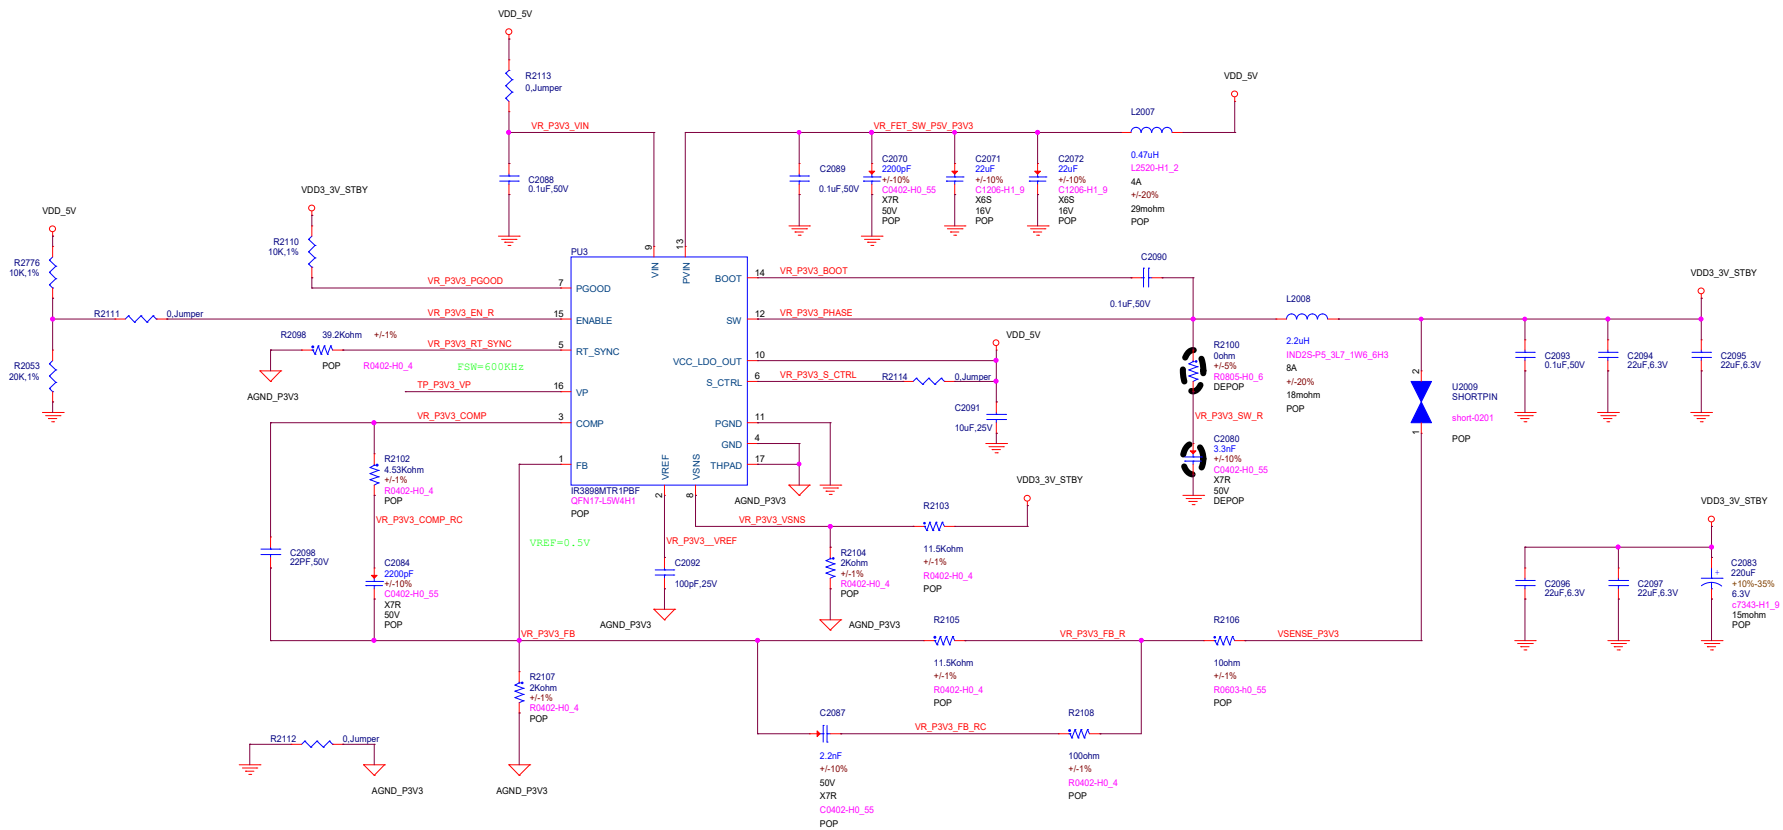 VDD_5V
R2113
0,Jumper
VR_P3V3_VIN
C2088
0.1uF,50V
VDD_5V
L2007
0.47uH
L2520-H1_2
4A
+/-20%
29mohm
POP
VR_FET_SW_P5V_P3V3
C2089
0.1uF,50V
C2070
2200pF
+/-10%
C0402-H0_55
X7R
50V
POP
C2071
22uF
+/-10%
C1206-H1_9
X6S
16V
POP
C2072
22uF
+/-10%
C1206-H1_9
X6S
16V
POP
VDD3_3V_STBY
R2110
10K,1%
VDD_5V
R2776
10K,1%
R2053
20K,1%
R2111
0,Jumper
VR_P3V3_PGOOD
VR_P3V3_EN_R
R2098
39.2Kohm
+/-1%
POP
R0402-H0_4
VR_P3V3_RT_SYNC
FSW=600KHz
AGND_P3V3
TP_P3V3_VP
VR_P3V3_COMP
PU3
9
VIN
13
PVIN
7
PGOOD
15
ENABLE
5
RT_SYNC
16
VP
3
COMP
1
FB
BOOT
14
SW
12
VCC_LDO_OUT
10
S_CTRL
6
PGND
11
GND
4
THPAD
17
VREF
2
VSNS
8
IR3898MTR1PBF
QFN17-L5W4H1
POP
VR_P3V3_BOOT
C2090
0.1uF,50V
VR_P3V3_PHASE
L2008
2.2uH
IND2S-P5_3L7_1W6_6H3
8A
+/-20%
18mohm
POP
VDD_5V
VR_P3V3_S_CTRL
R2114
0,Jumper
C2091
10uF,25V
R2100
0ohm
+/-5%
R0805-H0_6
DEPOP
VR_P3V3_SW_R
C2080
3.3nF
+/-10%
C0402-H0_55
X7R
50V
DEPOP
VDD3_3V_STBY
C2093
0.1uF,50V
C2094
22uF,6.3V
C2095
22uF,6.3V
2
U2009
SHORTPIN
short-0201
1
POP
AGND_P3V3
R2102
4.53Kohm
+/-1%
R0402-H0_4
POP
VR_P3V3_COMP_RC
C2098
22PF,50V
C2084
2200pF
+/-10%
C0402-H0_55
X7R
50V
POP
VREF=0.5V
VR_P3V3__VREF
C2092
100pF,25V
AGND_P3V3
VR_P3V3_VSNS
R2103
11.5Kohm
+/-1%
R0402-H0_4
POP
VDD3_3V_STBY
R2104
2Kohm
+/-1%
R0402-H0_4
POP
AGND_P3V3
VDD3_3V_STBY
C2096
22uF,6.3V
C2097
22uF,6.3V
+
C2083
220uF
+10%-35%
6.3V
c7343-H1_9
15mohm
POP
VR_P3V3_FB
R2105
11.5Kohm
+/-1%
R0402-H0_4
POP
VR_P3V3_FB_R
R2106
10ohm
+/-1%
R0603-h0_55
POP
VSENSE_P3V3
R2107
2Kohm
+/-1%
R0402-H0_4
POP
AGND_P3V3
C2087
2.2nF
+/-10%
50V
X7R
C0402-H0_55
POP
VR_P3V3_FB_RC
R2108
100ohm
+/-1%
R0402-H0_4
POP
R2112
0,Jumper
AGND_P3V3